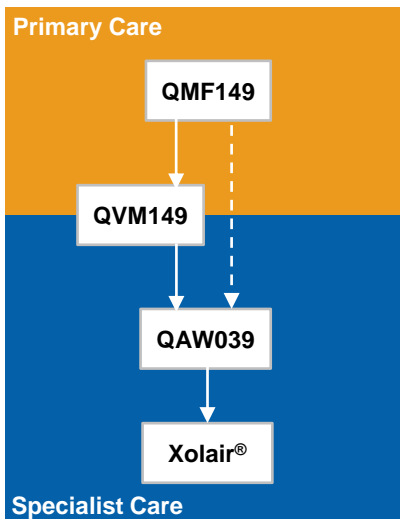 Primary Care
QMF149
QVM149
QAW039
Xolair®
Specialist Care